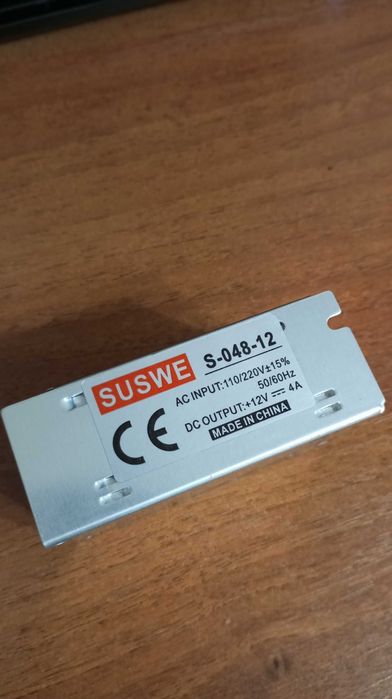 SUSWE
S-048-12
AC INPUT:110/220V±15%
50/60Hz
DC OUTPUT:+12V ⎓ 4A
CE
MADE IN CHINA